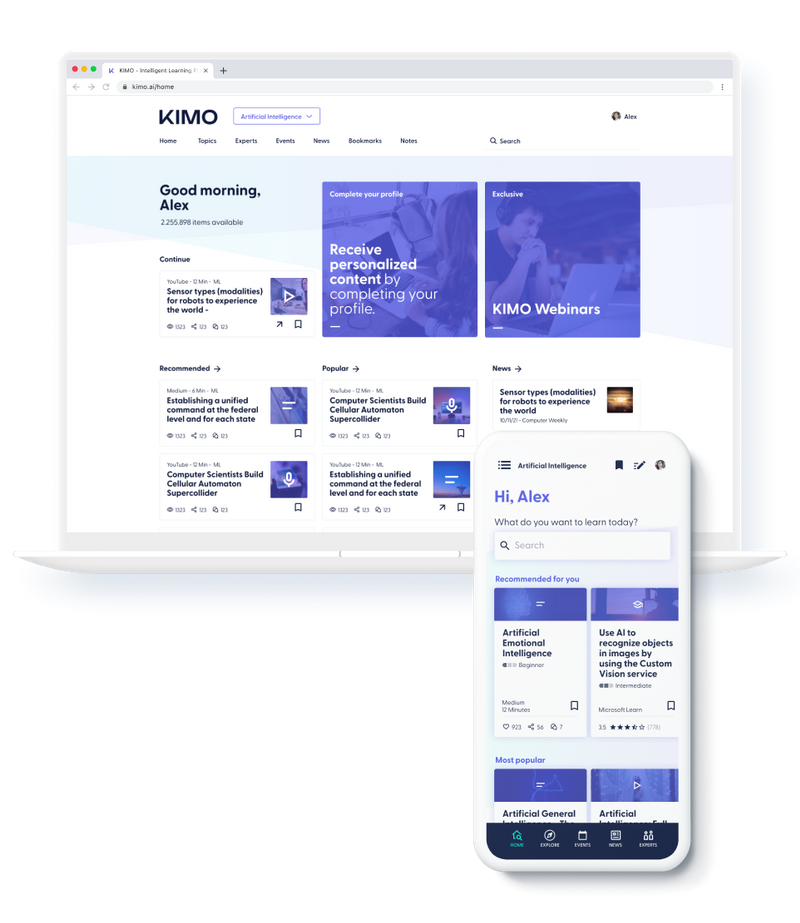 KIMO - Intelligent Learning
kimo.ai/home
KIMO
Artificial Intelligence
Alex
Home
Topics
Experts
Events
News
Bookmarks
Notes
Search
Good morning,
Alex
2.255.898 items available
Complete your profile
Receive
personalized
content by
completing your
profile.
Exclusive
KIMO Webinars
Continue
YouTube - 12 Min - ML
Sensor types (modalities)
for robots to experience
the world -
1323 123 123
Recommended
Medium - 6 Min - ML
Establishing a unified
command at the federal
level and for each state
1323 123 123
YouTube - 12 Min - ML
Computer Scientists Build
Cellular Automaton
Supercollider
1323 123 123
Popular
YouTube - 12 Min - ML
Computer Scientists Build
Cellular Automaton
Supercollider
1323 123 123
YouTube - 12 Min - ML
Establishing a unified
command at the federal
level and for each state
1323 123 123
News
Sensor types (modalities)
for robots to experience
the world
10/11/21 - Computer Weekly
Artificial Intelligence
Hi, Alex
What do you want to learn today?
Search
Recommended for you
Artificial
Emotional
Intelligence
Beginner
Medium
12 Minutes
923 56 7
Use AI to
recognize objects
in images by
using the Custom
Vision service
Intermediate
Microsoft Learn
3.5 (778)
Most popular
Artificial General
Artificial
HOME
EXPLORE
EVENTS
NEWS
EXPERTS